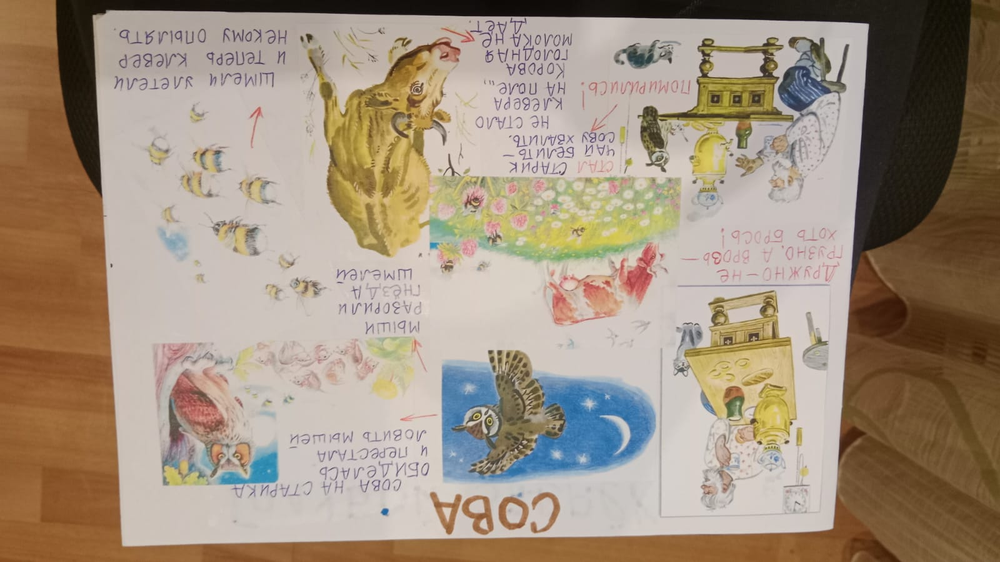 СОВА
СОВА НА СТАРИКА
ОБИДЕЛАСЬ
И ПЕРЕСТАЛА
ЛОВИТЬ МЫШЕЙ
МЫШИ
РАЗОРИЛИ
ГНЁЗДА
ШМЕЛЕЙ
ШМЕЛИ УЛЕТЕЛИ
И ТЕПЕРЬ КЛЕВЕР
НЕКОМУ ОПЫЛЯТЬ.
НЕ СТАЛО
КЛЕВЕРА
НА ПОЛЕ,,,
КОРОВА
ГОЛОДНАЯ
МОЛОКА НЕ
ДАЁТ.
СТАЛ СТАРИК
ЧАЙ БЕЛИТЬ –
СОВУ ХВАЛИТЬ.
ПОМИРИЛИСЬ!
ДРУЖНО – НЕ
ГРУЗНО, А ВРОЗЬ –
ХОТЬ БРОСЬ!